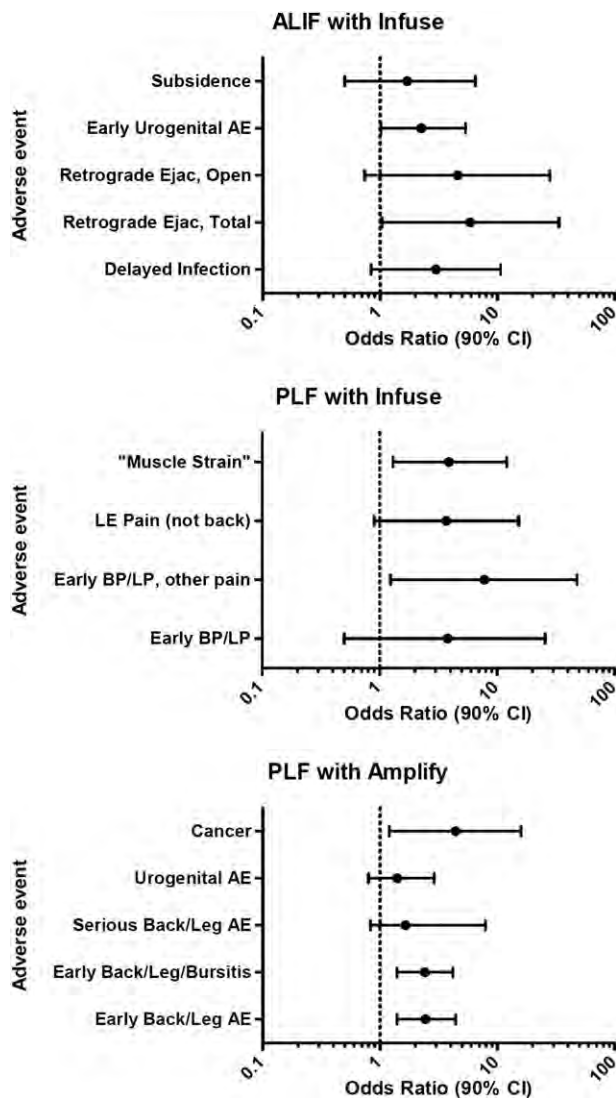 ALIF with Infuse
Adverse event
Subsidence
Early Urogenital AE
Retrograde Ejac, Open
Retrograde Ejac, Total
Delayed Infection
0.1 1 10 100
Odds Ratio (90% CI)
PLF with Infuse
Adverse event
"Muscle Strain"
LE Pain (not back)
Early BP/LP, other pain
Early BP/LP
0.1 1 10 100
Odds Ratio (90% CI)
PLF with Amplify
Adverse event
Cancer
Urogenital AE
Serious Back/Leg AE
Early Back/Leg/Bursitis
Early Back/Leg AE
0.1 1 10 100
Odds Ratio (90% CI)